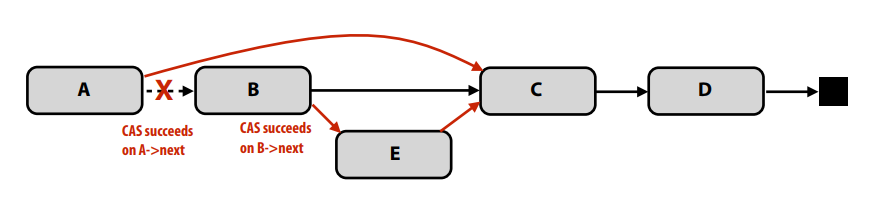 A
X
B
C
D
CAS succeeds
on A->next
CAS succeeds
on B->next
E